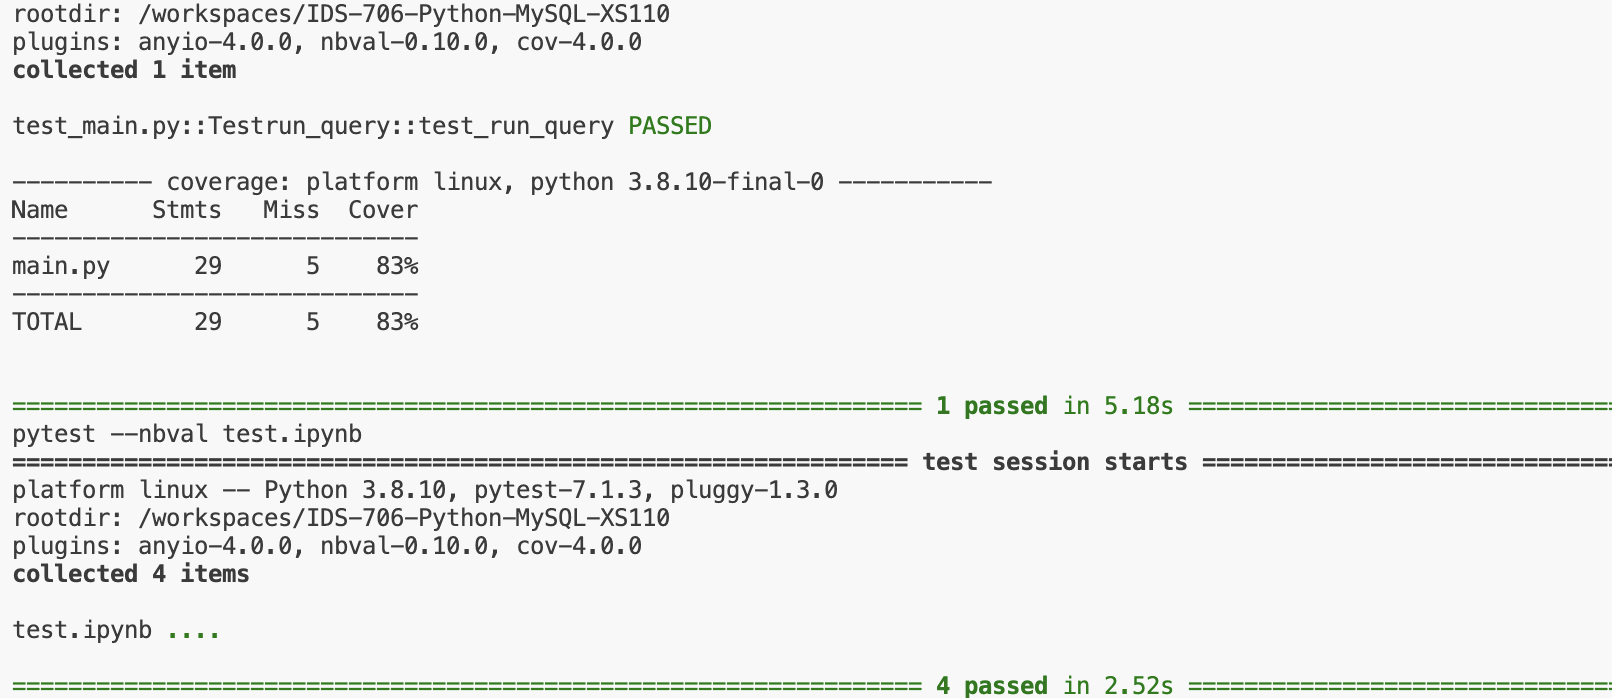 rootdir: /workspaces/IDS-706-Python-MySQL-XS110
plugins: anyio-4.0.0, nbval-0.10.0, cov-4.0.0
collected 1 item
test_main.py::Testrun_query::test_run_query PASSED
---------- coverage: platform linux, python 3.8.10-final-0 -----------
Name      Stmts   Miss  Cover
-----------------------------
main.py      29      5    83%
-----------------------------
TOTAL        29      5    83%
================================================================= 1 passed in 5.18s ===============================
pytest --nbval test.ipynb
================================================================ test session starts ==============================
platform linux -- Python 3.8.10, pytest-7.1.3, pluggy-1.3.0
rootdir: /workspaces/IDS-706-Python-MySQL-XS110
plugins: anyio-4.0.0, nbval-0.10.0, cov-4.0.0
collected 4 items
test.ipynb ....
================================================================= 4 passed in 2.52s ===============================